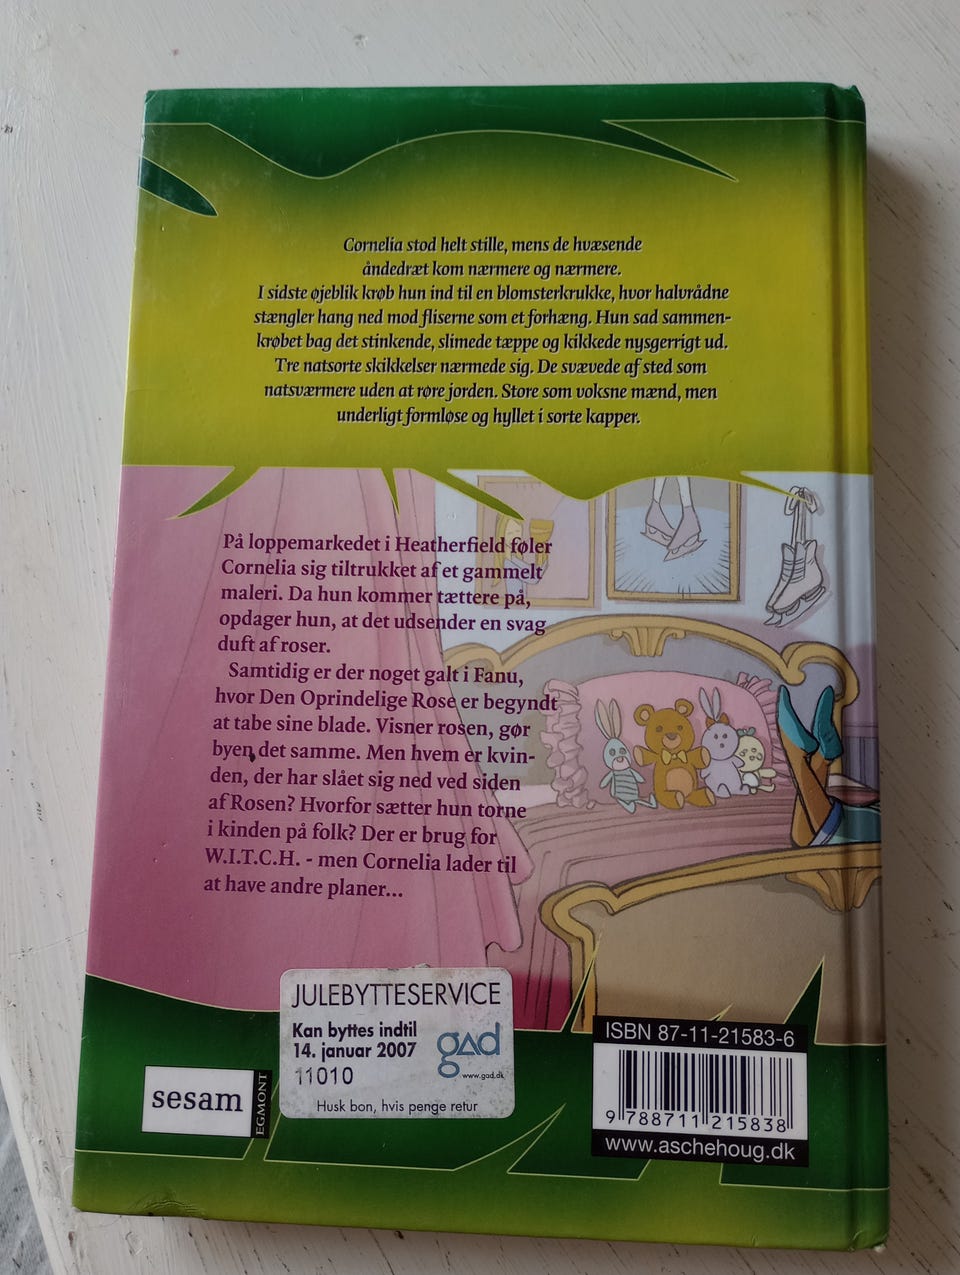 Cornelia stod helt stille, mens de hvæsende
åndedræt kom nærmere og nærmere.
I sidste øjeblik krøb hun ind til en blomsterkrukke, hvor halvrådne
stængler hang ned mod fliserne som et forhæng. Hun sad sammen-
krøbet bag det stinkende, slimede tæppe og kikkede nysgerrigt ud.
Tre natsorte skikkelser nærmede sig. De svævede af sted som
natsværmere uden at røre jorden. Store som voksne mænd, men
underligt formløse og hyllet i sorte kapper.
På loppemarkedet i Heatherfield føler
Cornelia sig tiltrukket af et gammelt
maleri. Da hun kommer tættere på,
opdager hun, at det udsender en svag
duft af roser.
Samtidig er der noget galt i Fanu,
hvor Den Oprindelige Rose er begyndt
at tabe sine blade. Visner rosen, gør
byen det samme. Men hvem er kvin-
den, der har slået sig ned ved siden
af Rosen? Hvorfor sætter hun torne
i kinden på folk? Der er brug for
W.I.T.C.H. - men Cornelia lader til
at have andre planer...
JULEBYTTESERVICE
Kan byttes indtil
14. januar 2007
11010
gad
www.gad.dk
Husk bon, hvis penge retur
sesam
EGMONT
ISBN 87-11-21583-6
9 788711 215838
www.aschehoug.dk